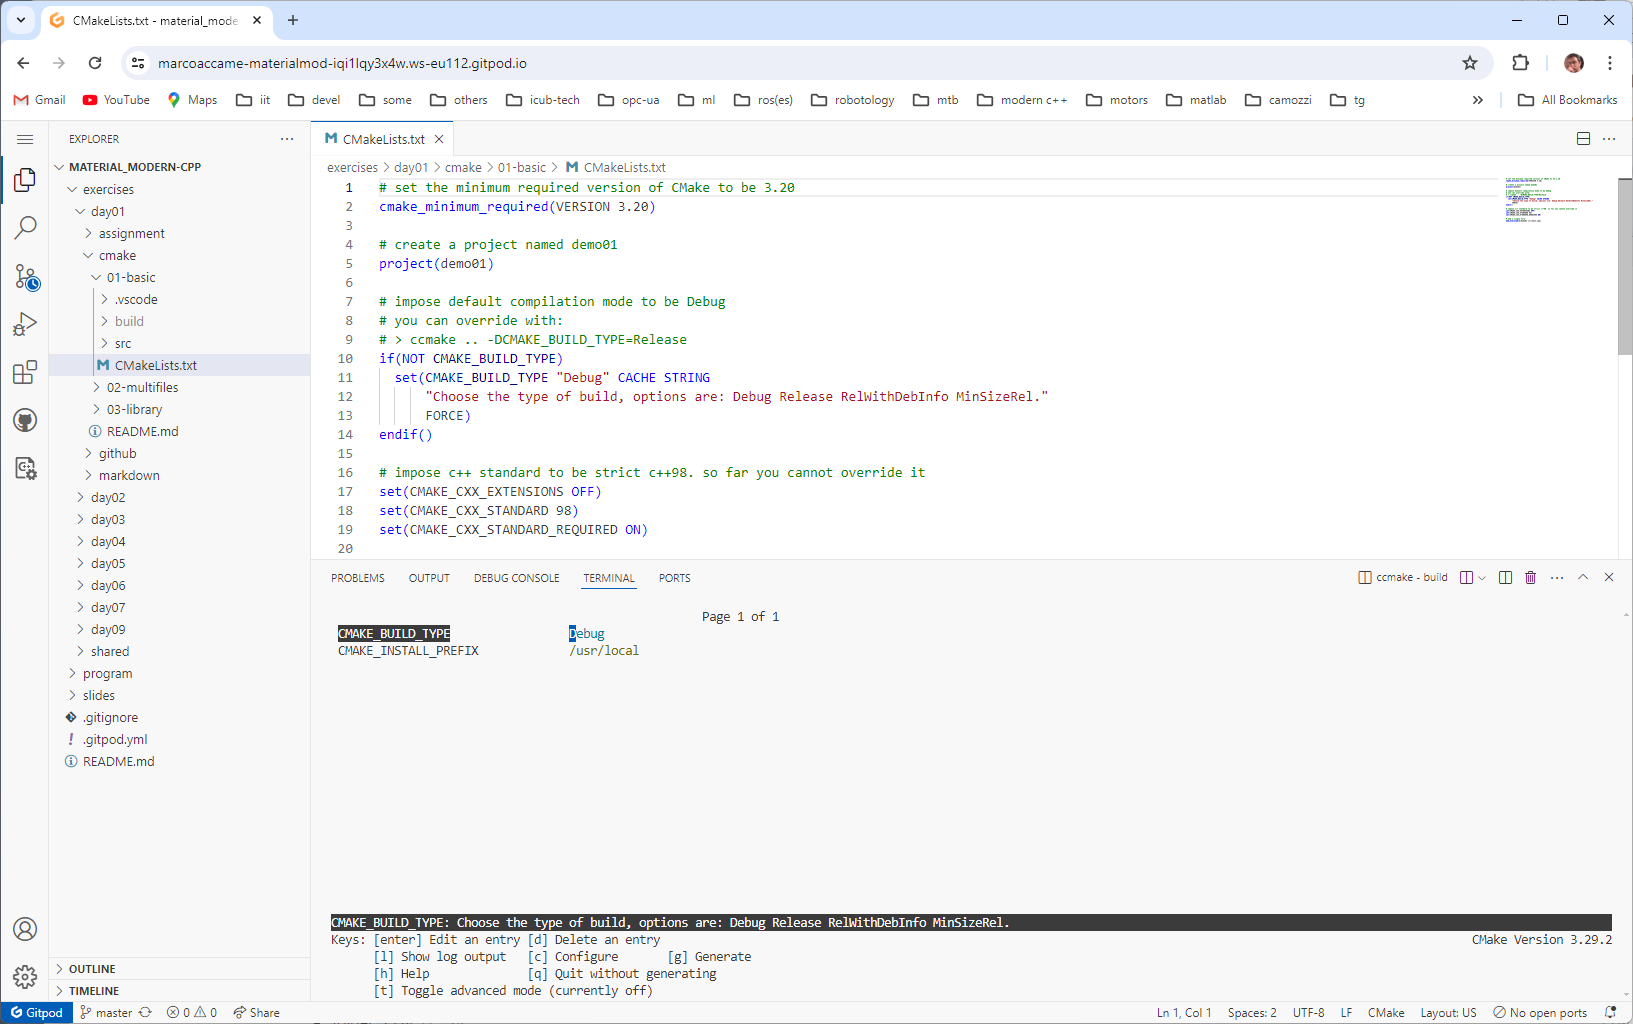 CMakeLists.txt - material_mode
marcoaccame-materialmod-iqi1lqy3x4w.ws-eu112.gitpod.io
Gmail YouTube Maps iit devel some others icub-tech opc-ua ml ros(es) robotology mtb modern c++ motors matlab camozzi tg » All Bookmarks
EXPLORER
MATERIAL_MODERN-CPP
exercises
day01
assignment
cmake
01-basic
.vscode
build
src
CMakeLists.txt
02-multifiles
03-library
README.md
github
markdown
day02
day03
day04
day05
day06
day07
day09
shared
program
slides
.gitignore
.gitpod.yml
README.md
OUTLINE
TIMELINE
CMakeLists.txt
exercises > day01 > cmake > 01-basic > CMakeLists.txt
1 # set the minimum required version of CMake to be 3.20
2 cmake_minimum_required(VERSION 3.20)
3
4 # create a project named demo01
5 project(demo01)
6
7 # impose default compilation mode to be Debug
8 # you can override with:
9 # > ccmake .. -DCMAKE_BUILD_TYPE=Release
10 if(NOT CMAKE_BUILD_TYPE)
11 set(CMAKE_BUILD_TYPE "Debug" CACHE STRING
12 "Choose the type of build, options are: Debug Release RelWithDebInfo MinSizeRel."
13 FORCE)
14 endif()
15
16 # impose c++ standard to be strict c++98. so far you cannot override it
17 set(CMAKE_CXX_EXTENSIONS OFF)
18 set(CMAKE_CXX_STANDARD 98)
19 set(CMAKE_CXX_STANDARD_REQUIRED ON)
20
PROBLEMS OUTPUT DEBUG CONSOLE TERMINAL PORTS ccmake - build
Page 1 of 1
CMAKE_BUILD_TYPE Debug
CMAKE_INSTALL_PREFIX /usr/local
CMAKE_BUILD_TYPE: Choose the type of build, options are: Debug Release RelWithDebInfo MinSizeRel.
Keys: [enter] Edit an entry [d] Delete an entry CMake Version 3.29.2
[l] Show log output [c] Configure [g] Generate
[h] Help [q] Quit without generating
[t] Toggle advanced mode (currently off)
Gitpod master 0 0 Share Ln 1, Col 1 Spaces: 2 UTF-8 LF CMake Layout: US No open ports